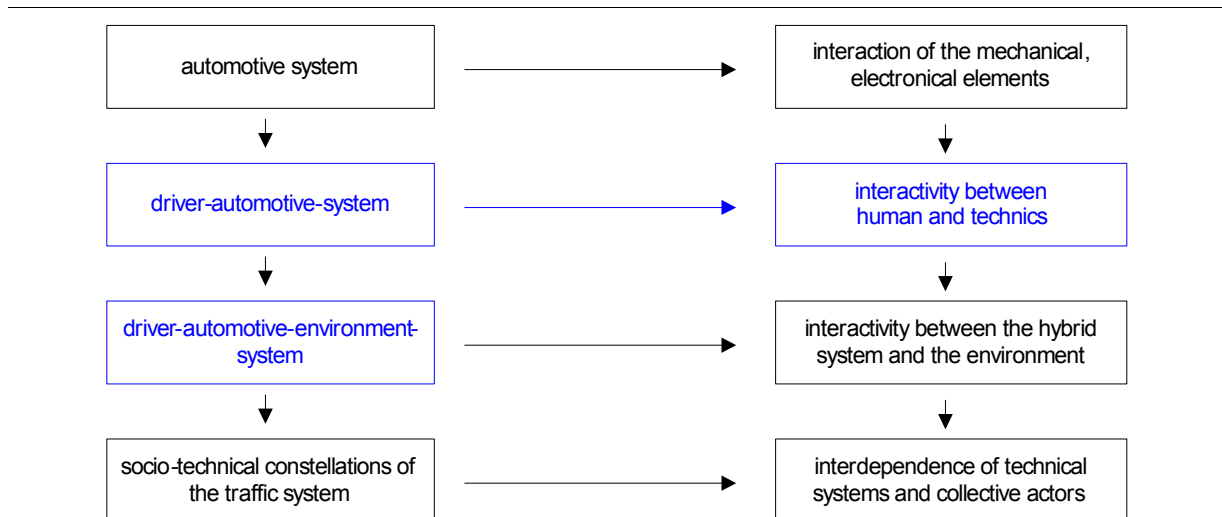 automotive system
interaction of the mechanical,
electronical elements
driver-automotive-system
interactivity between
human and technics
driver-automotive-environment-
system
interactivity between the hybrid
system and the environment
socio-technical constellations of
the traffic system
interdependence of technical
systems and collective actors